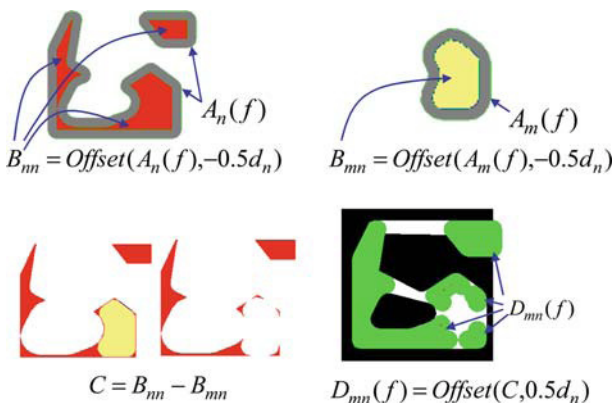 A_n(f)
B_nn = Offset(A_n(f),-0.5d_n)
A_m(f)
B_mn = Offset(A_m(f),-0.5d_n)
C = B_nn − B_mn
D_mn(f)
D_mn(f) = Offset(C,0.5d_n)